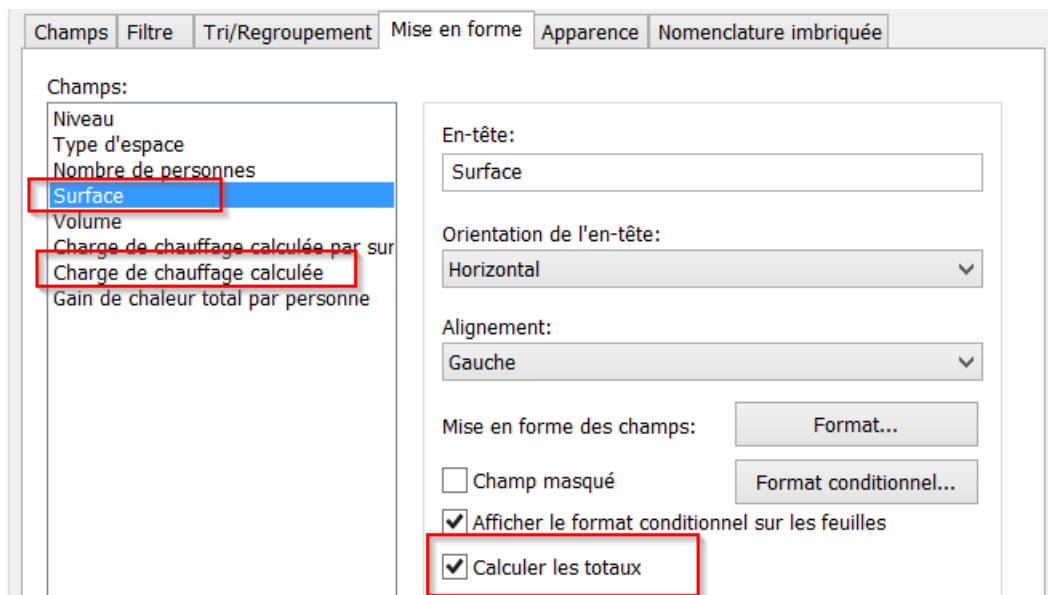 Champs Filtre Tri/Regroupement Mise en forme Apparence Nomenclature imbriquée
Champs:
Niveau
Type d'espace
Nombre de personnes
Surface
Volume
Charge de chauffage calculée par sur
Charge de chauffage calculée
Gain de chaleur total par personne
En-tête:
Surface
Orientation de l'en-tête:
Horizontal
Alignement:
Gauche
Mise en forme des champs: Format...
Champ masqué Format conditionnel...
Afficher le format conditionnel sur les feuilles
Calculer les totaux